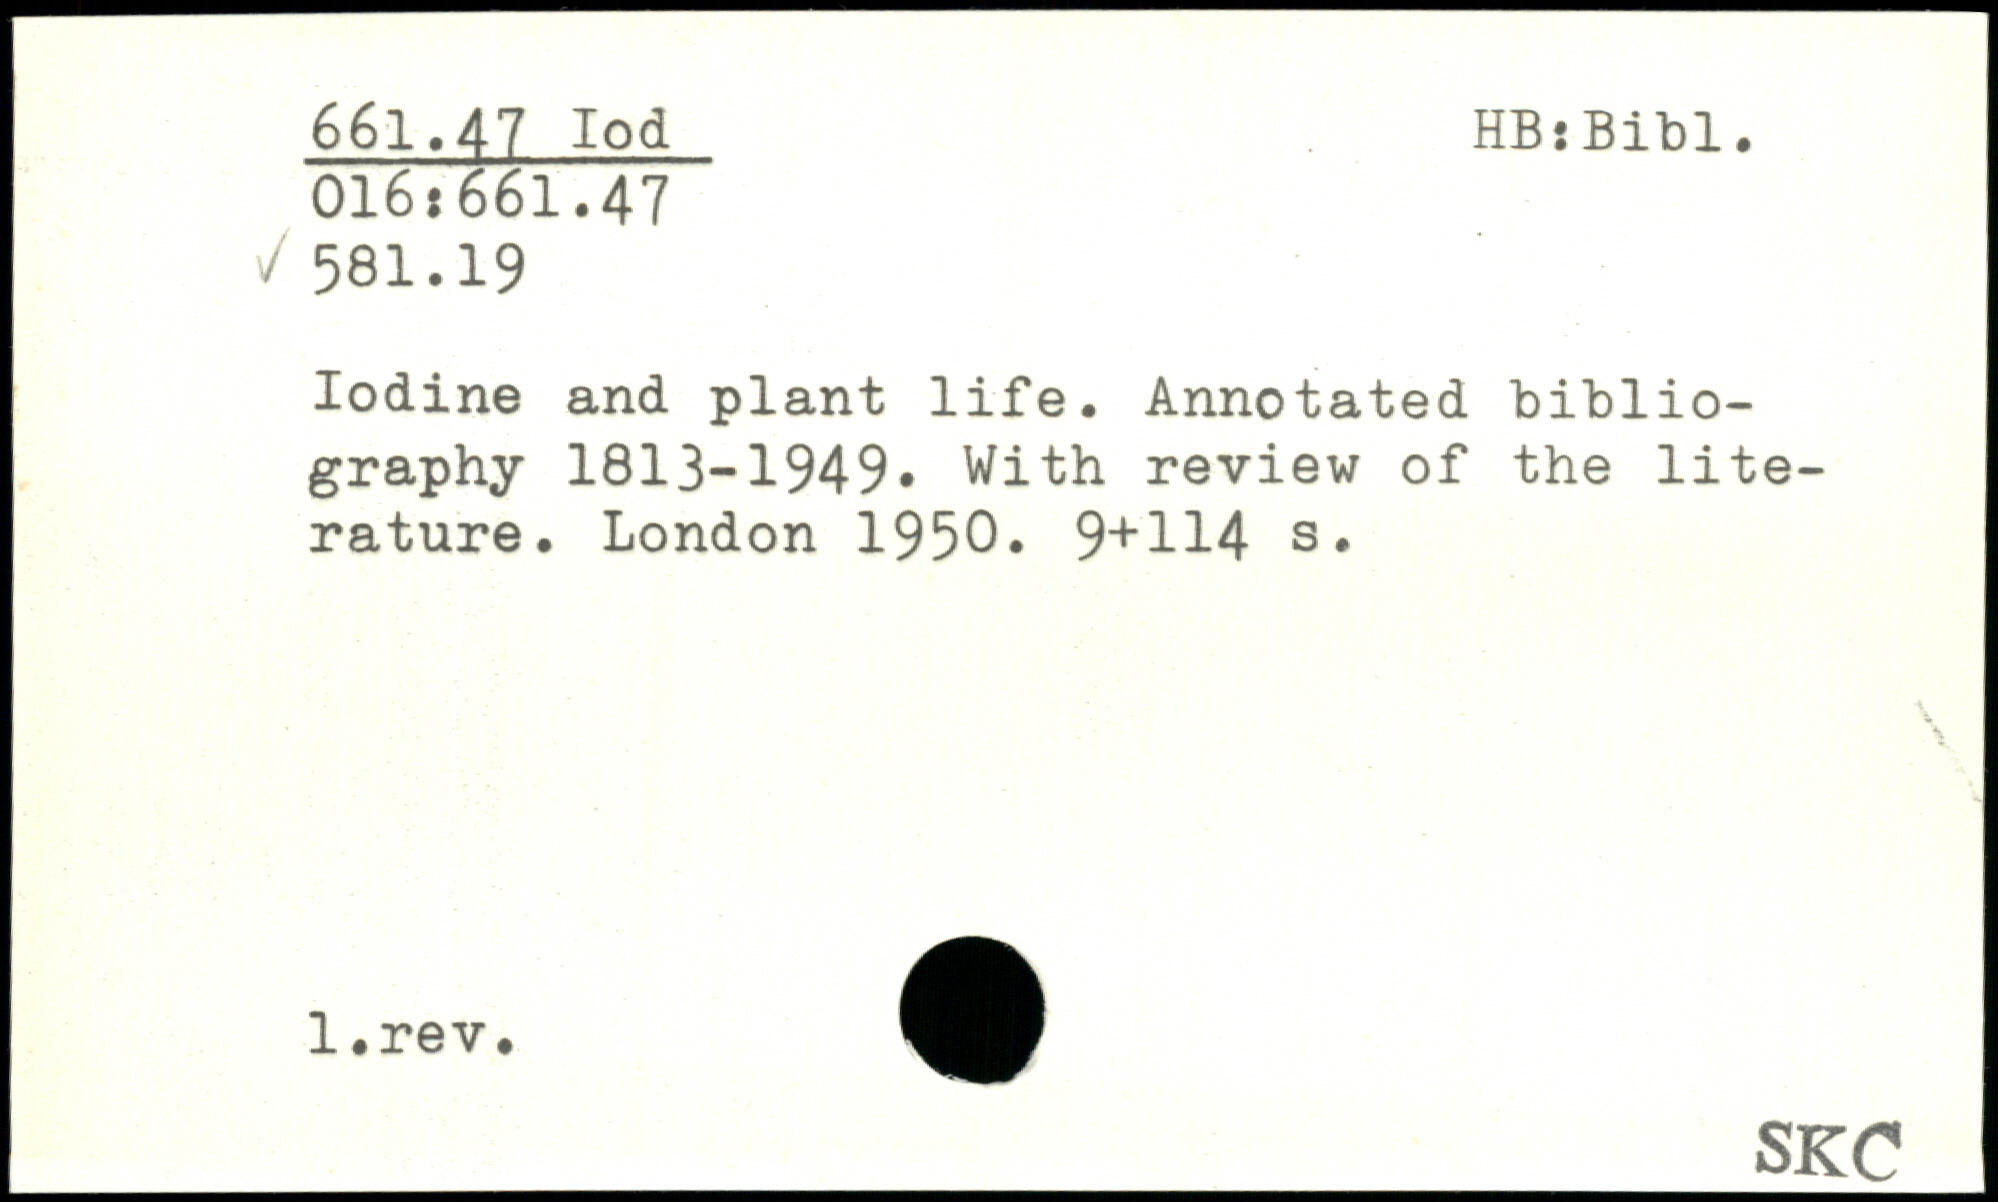 661.47 Iod
HB:Bibl.
016:661.47
✓ 581.19
Iodine and plant life. Annotated biblio-
graphy 1813-1949. With review of the lite-
rature. London 1950. 9+114 s.
1.rev.
SKC